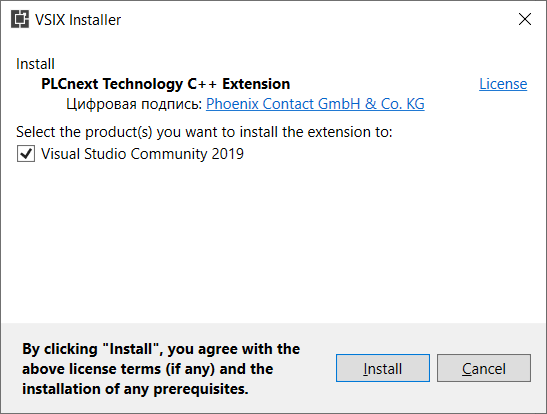 VSIX Installer
Install
PLCnext Technology C++ Extension License
Цифровая подпись: Phoenix Contact GmbH & Co. KG
Select the product(s) you want to install the extension to:
Visual Studio Community 2019
By clicking "Install", you agree with the
above license terms (if any) and the
installation of any prerequisites.
Install Cancel